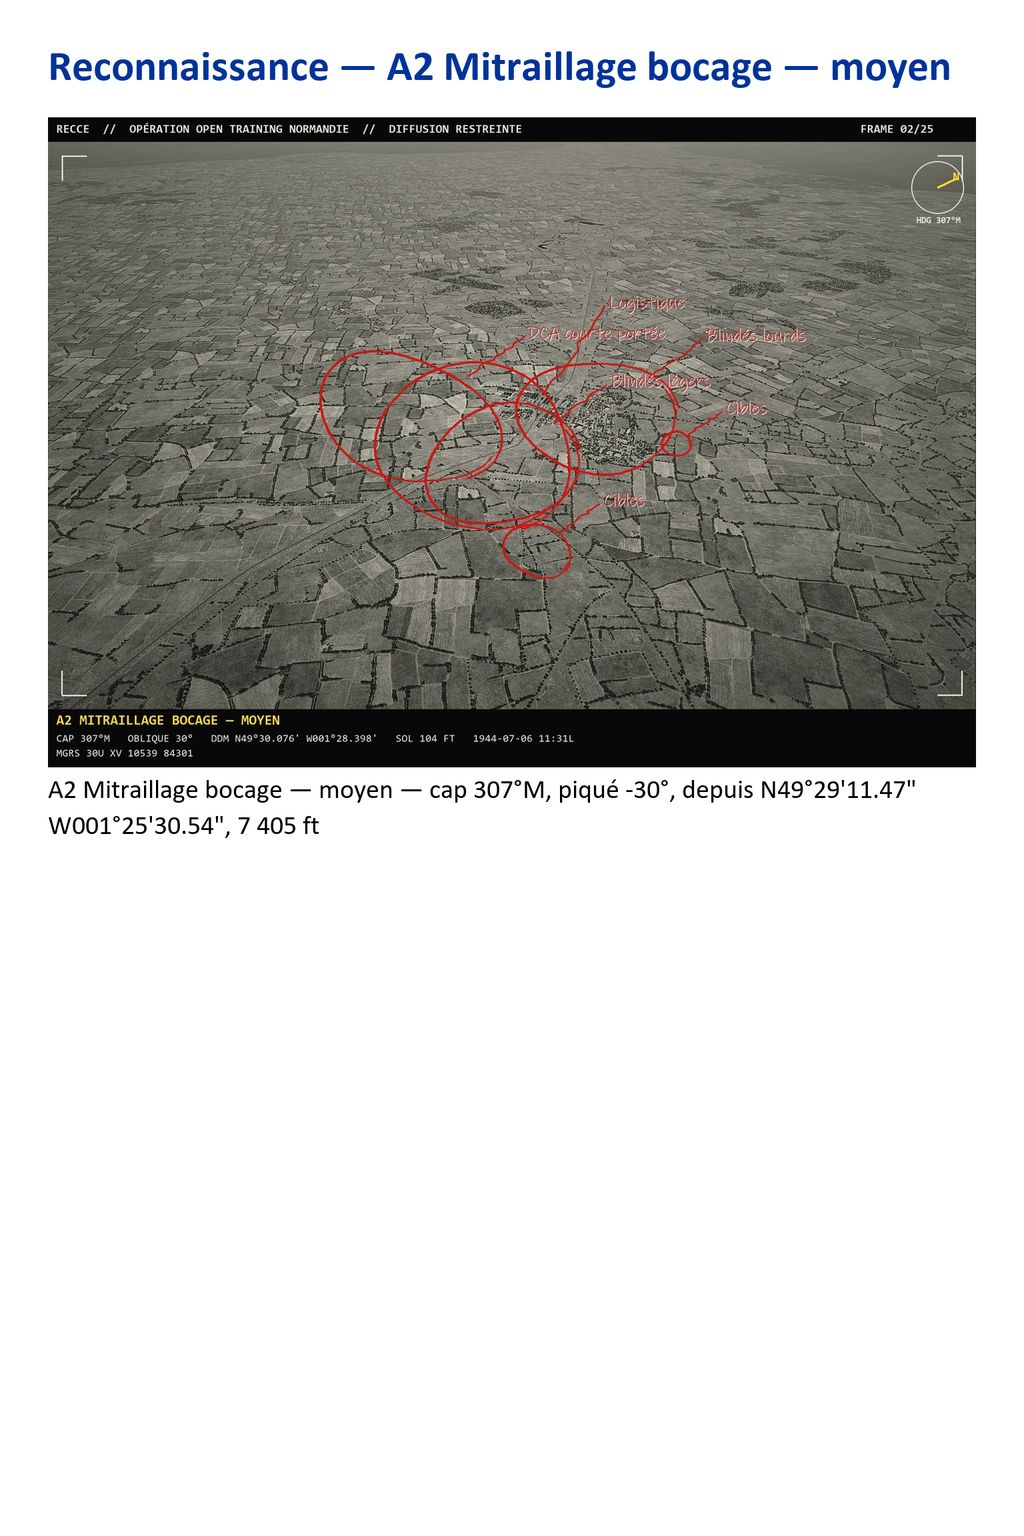 Reconnaissance — A2 Mitraillage bocage — moyen
RECCE // OPÉRATION OPEN TRAINING NORMANDIE // DIFFUSION RESTREINTE FRAME 02/25
N
HDG 307°M
Logistique
DCA courte portée
Blindés lourds
Blindés légers
Cibles
Cibles
A2 MITRAILLAGE BOCAGE — MOYEN
CAP 307°M OBLIQUE 30° DDM N49°30.076' W001°28.398' SOL 104 FT 1944-07-06 11:31L
MGRS 30U XV 10539 84301
A2 Mitraillage bocage — moyen — cap 307°M, piqué -30°, depuis N49°29'11.47"
W001°25'30.54", 7 405 ft